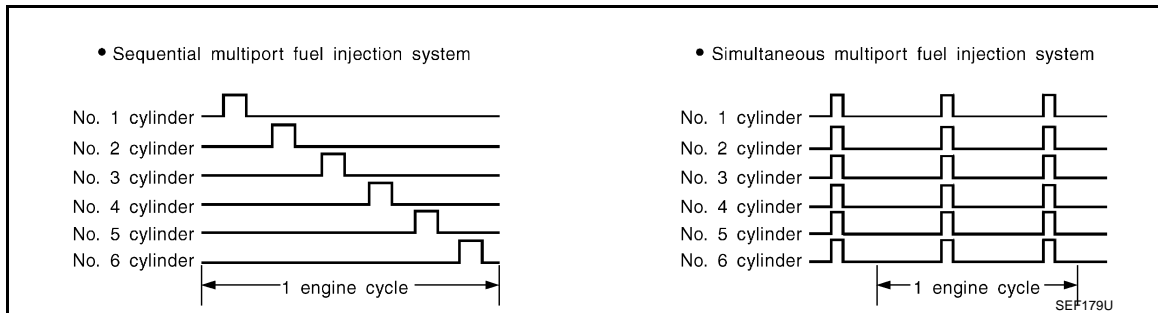 • Sequential multiport fuel injection system
No. 1 cylinder
No. 2 cylinder
No. 3 cylinder
No. 4 cylinder
No. 5 cylinder
No. 6 cylinder
1 engine cycle
• Simultaneous multiport fuel injection system
No. 1 cylinder
No. 2 cylinder
No. 3 cylinder
No. 4 cylinder
No. 5 cylinder
No. 6 cylinder
1 engine cycle
SEF179U